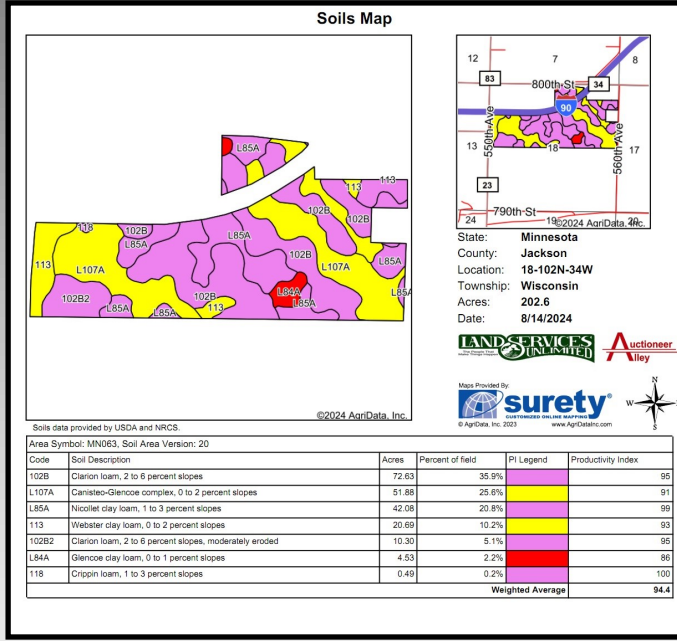 Soils Map
L85A
113
113
118
102B
102B
102B
L85A
L85A
102B
113
L107A
L107A
L85A
102B2
L84A
L85A
102B
L85A
L85A
L85A
113
©2024 AgriData, Inc.
Soils data provided by USDA and NRCS.
12
7
8
83
800th St
34
90
550th Ave
560th Ave
13
18
17
23
790th St
24
19
20
©2024 AgriData, Inc.
State: Minnesota
County: Jackson
Location: 18-102N-34W
Township: Wisconsin
Acres: 202.6
Date: 8/14/2024
LAND SERVICES
UNLIMITED
Auctioneer
Alley
Maps Provided By:
surety®
CUSTOMIZED ONLINE MAPPING
© AgriData, Inc. 2023 www.AgriDataInc.com
N
W
E
S
Area Symbol: MN063, Soil Area Version: 20
Code Soil Description Acres Percent of field PI Legend Productivity Index
102B Clarion loam, 2 to 6 percent slopes 72.63 35.9% 95
L107A Canisteo-Glencoe complex, 0 to 2 percent slopes 51.88 25.6% 91
L85A Nicollet clay loam, 1 to 3 percent slopes 42.08 20.8% 99
113 Webster clay loam, 0 to 2 percent slopes 20.69 10.2% 93
102B2 Clarion loam, 2 to 6 percent slopes, moderately eroded 10.30 5.1% 95
L84A Glencoe clay loam, 0 to 1 percent slopes 4.53 2.2% 86
118 Crippin loam, 1 to 3 percent slopes 0.49 0.2% 100
Weighted Average 94.4